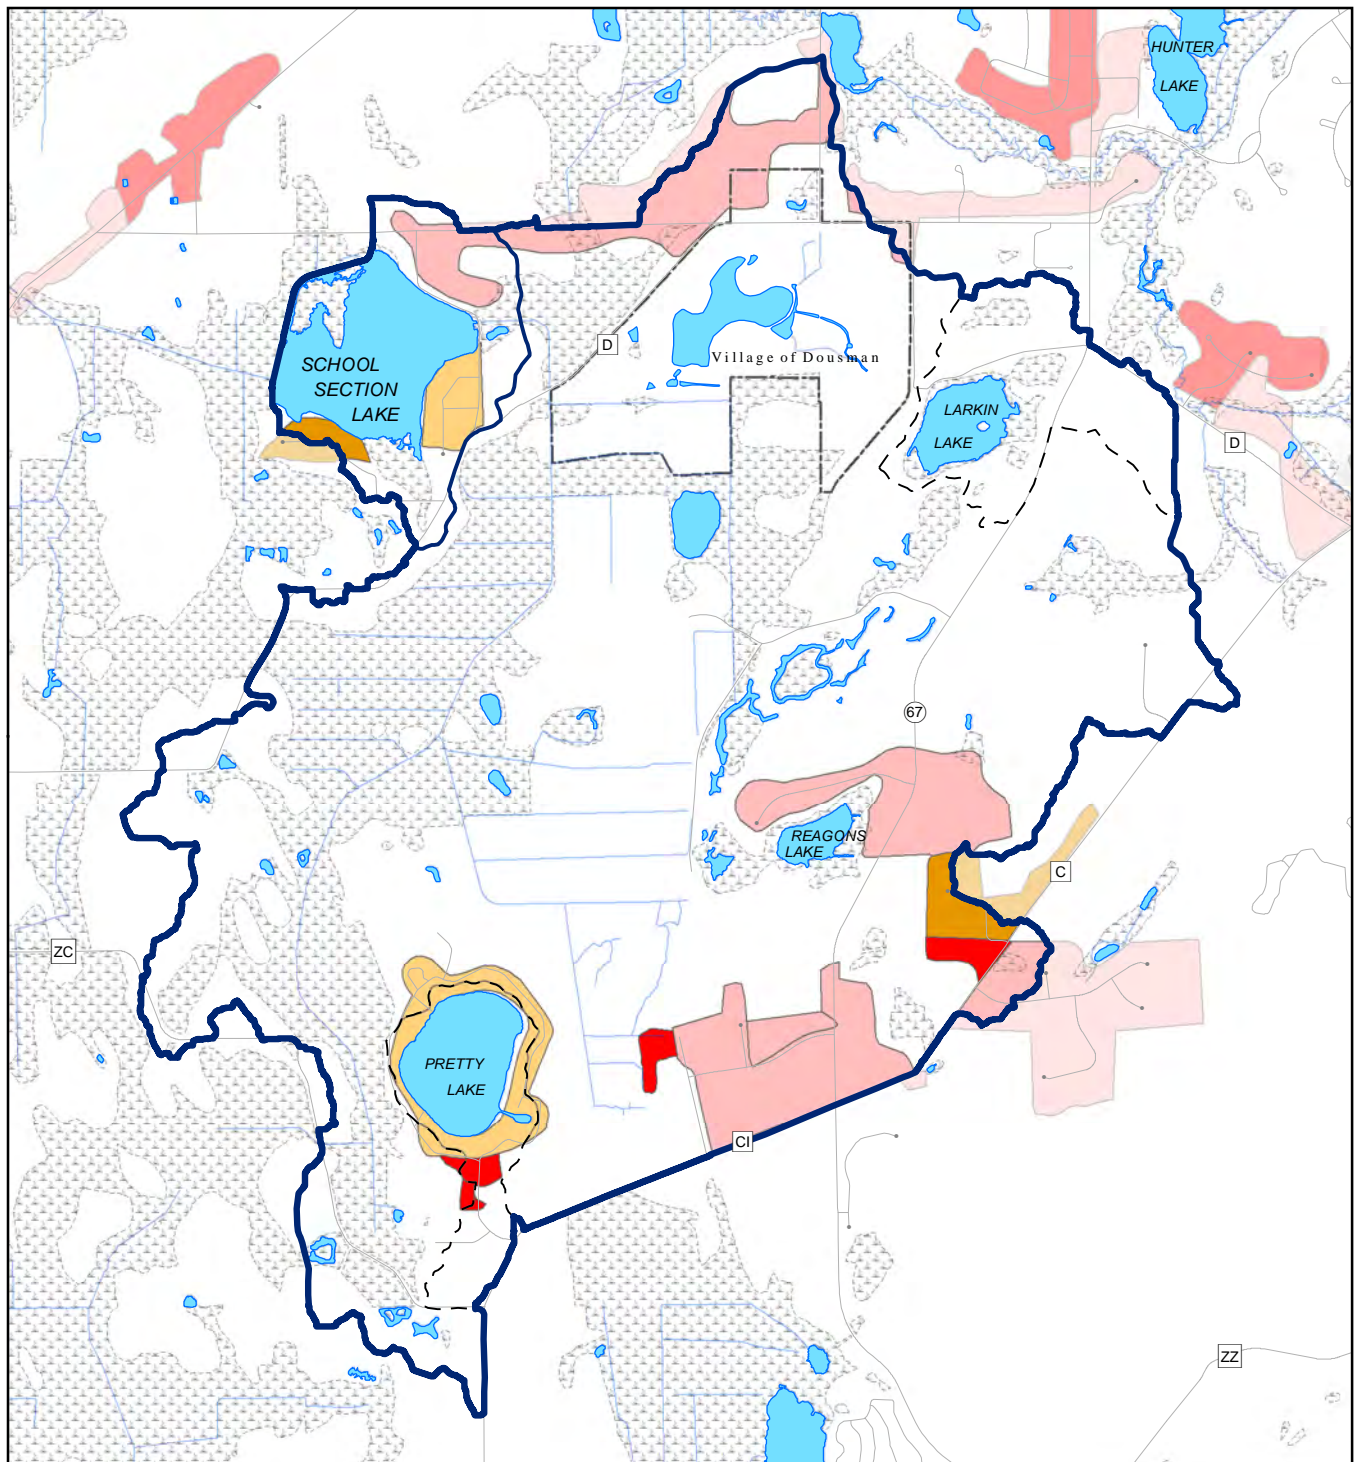 HUNTER
LAKE
D
Village of Dousman
SCHOOL
SECTION
LAKE
LARKIN
LAKE
D
67
REAGONS
LAKE
C
ZC
PRETTY
LAKE
CI
ZZ